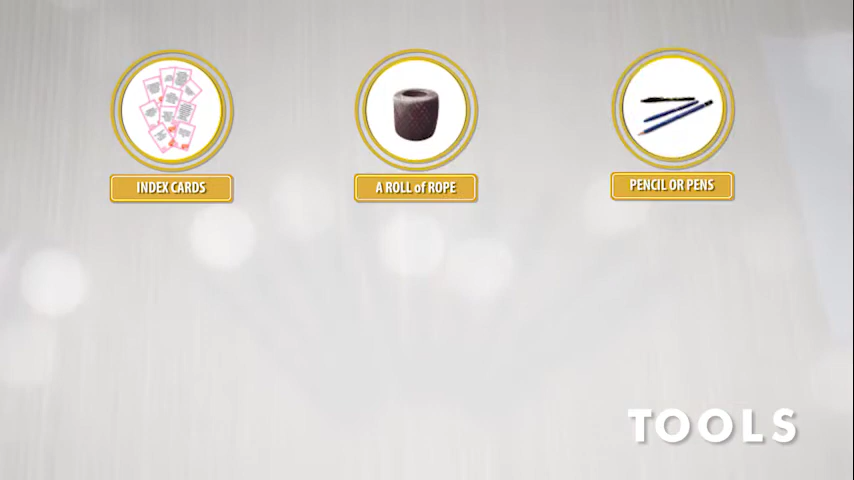 INDEX CARDS
A ROLL of ROPE
PENCIL OR PENS
TOOLS